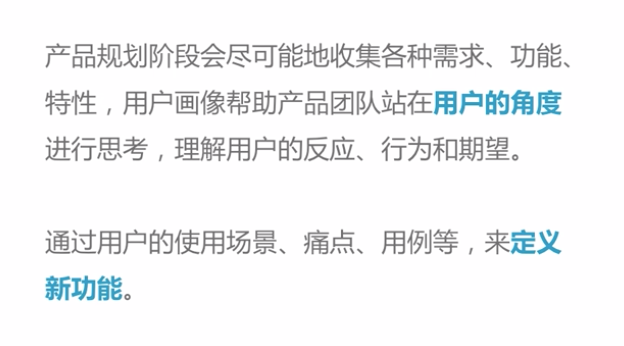 产品规划阶段会尽可能地收集各种需求、功能、
特性，用户画像帮助产品团队站在用户的角度
进行思考，理解用户的反应、行为和期望。
通过用户的使用场景、痛点、用例等，来定义
新功能。